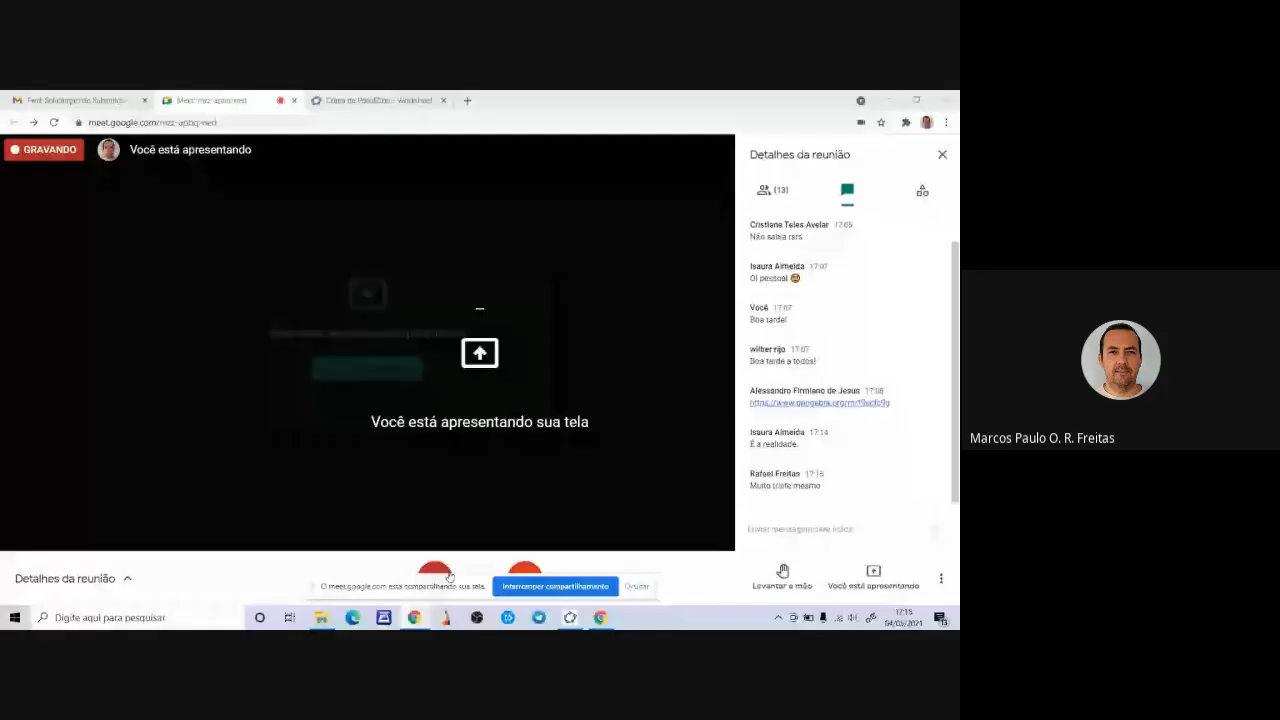 meet.google.com/
GRAVANDO
Você está apresentando
Detalhes da reunião
(13)
Cristiane Teles Avelar 17:05
Não sabia rsrs
Isaura Almeida 17:07
Oi pessoal
Você 17:07
Boa tarde!
wilber rijo 17:07
Boa tarde a todos!
Alessandro Firmiano de Jesus 17:08
Isaura Almeida 17:14
É a realidade.
Rafael Freitas 17:15
Muito triste mesmo
Você está apresentando sua tela
Marcos Paulo O. R. Freitas
Detalhes da reunião
O meet.google.com está compartilhando sua tela.
Interromper compartilhamento
Ocultar
Levantar a mão
Você está apresentando
Digite aqui para pesquisar
17:15